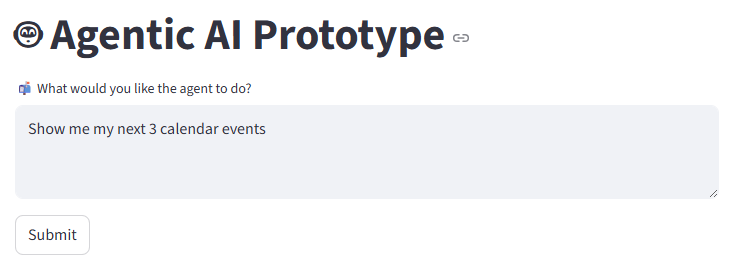 Agentic AI Prototype
What would you like the agent to do?
Show me my next 3 calendar events
Submit